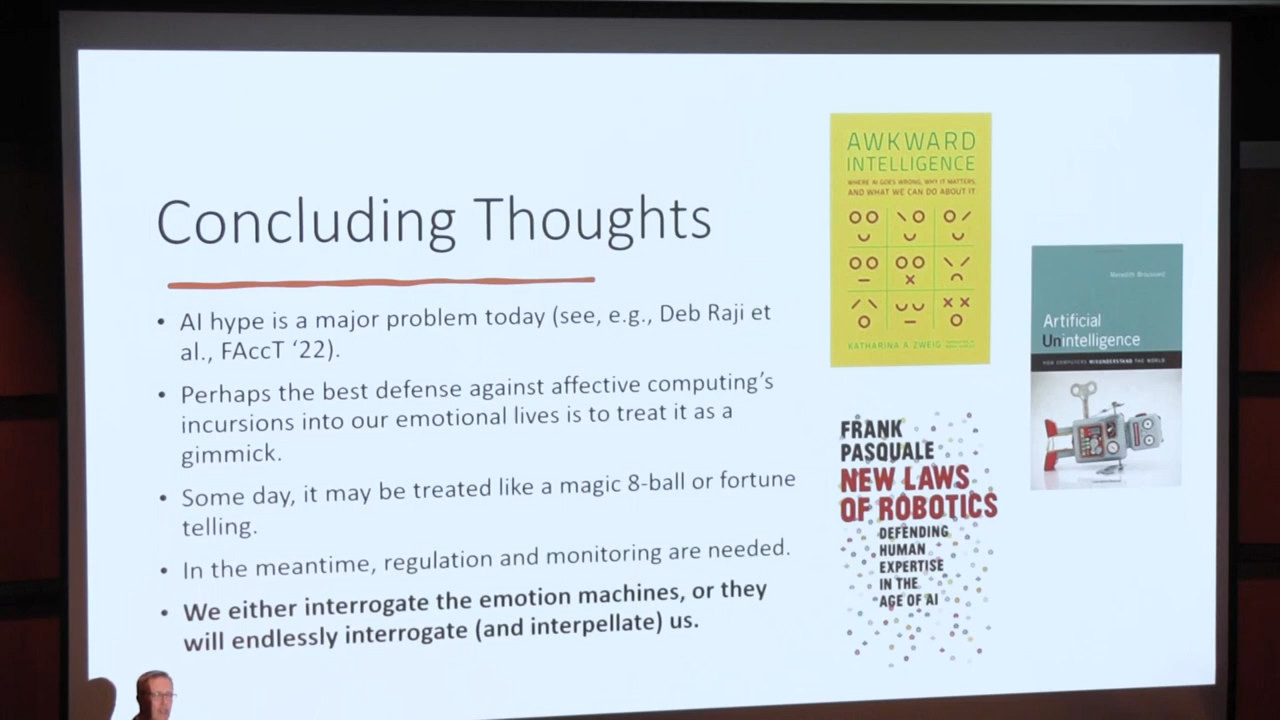 Concluding Thoughts
• AI hype is a major problem today (see, e.g., Deb Raji et
al., FAccT ‘22).
• Perhaps the best defense against affective computing’s
incursions into our emotional lives is to treat it as a
gimmick.
• Some day, it may be treated like a magic 8-ball or fortune
telling.
• In the meantime, regulation and monitoring are needed.
• We either interrogate the emotion machines, or they
will endlessly interrogate (and interpellate) us.
AWKWARD
INTELLIGENCE
WHERE AI GOES WRONG, WHY IT MATTERS,
AND WHAT WE CAN DO ABOUT IT
KATHARINA A. ZWEIG
Meredith Broussard
Artificial
Unintelligence
HOW COMPUTERS MISUNDERSTAND THE WORLD
FRANK
PASQUALE
NEW LAWS
OF ROBOTICS
DEFENDING
HUMAN
EXPERTISE
IN THE
AGE OF AI